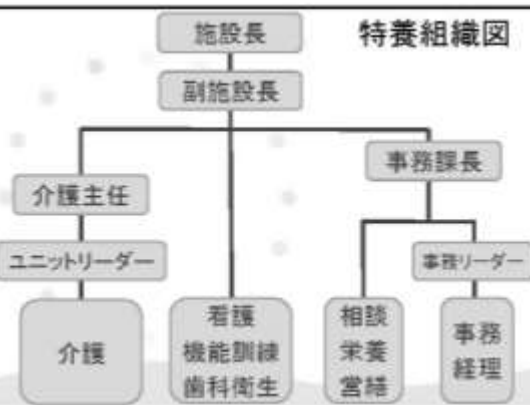 特養組織図
施設長
副施設長
介護主任
事務課長
ユニットリーダー
事務リーダー
介護
看護
機能訓練
歯科衛生
相談
栄養
営繕
事務
経理